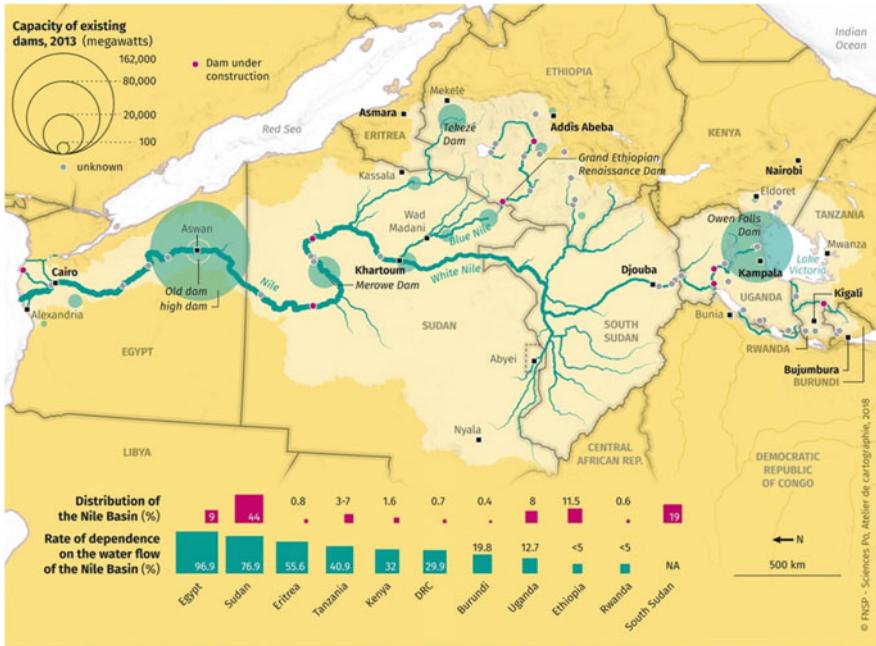 Capacity of existing
dams, 2013 (megawatts)
162,000
80,000
20,000
100
unknown
Dam under
construction
Indian
Ocean
Red Sea
ETHIOPIA
Mekele
Asmara
ERITREA
Tekezé
Dam
Addis Abeba
KENYA
Grand Ethiopian
Renaissance Dam
Nairobi
Kassala
Eldoret
TANZANIA
Wad
Madani
Owen Falls
Dam
Aswan
Blue Nile
Mwanza
Cairo
Khartoum
White Nile
Djouba
Kampala
Lake
Victoria
Nile
Merowe Dam
Old dam
high dam
UGANDA
Kigali
Alexandria
Bunia
SUDAN
SOUTH
SUDAN
RWANDA
EGYPT
Abyei
Bujumbura
BURUNDI
Nyala
LIBYA
CENTRAL
AFRICAN REP.
DEMOCRATIC
REPUBLIC
OF CONGO
Distribution of
the Nile Basin (%)
9 44 0.8 3-7 1.6 0.7 0.4 8 11.5 0.6 19
Rate of dependence
on the water flow
of the Nile Basin (%)
96.9 76.9 55.6 40.9 32 29.9 19.8 12.7 <5 <5 NA
Egypt Sudan Eritrea Tanzania Kenya DRC Burundi Uganda Ethiopia Rwanda South Sudan
N
500 km
© FNSP - Sciences Po, Atelier de cartographie, 2018